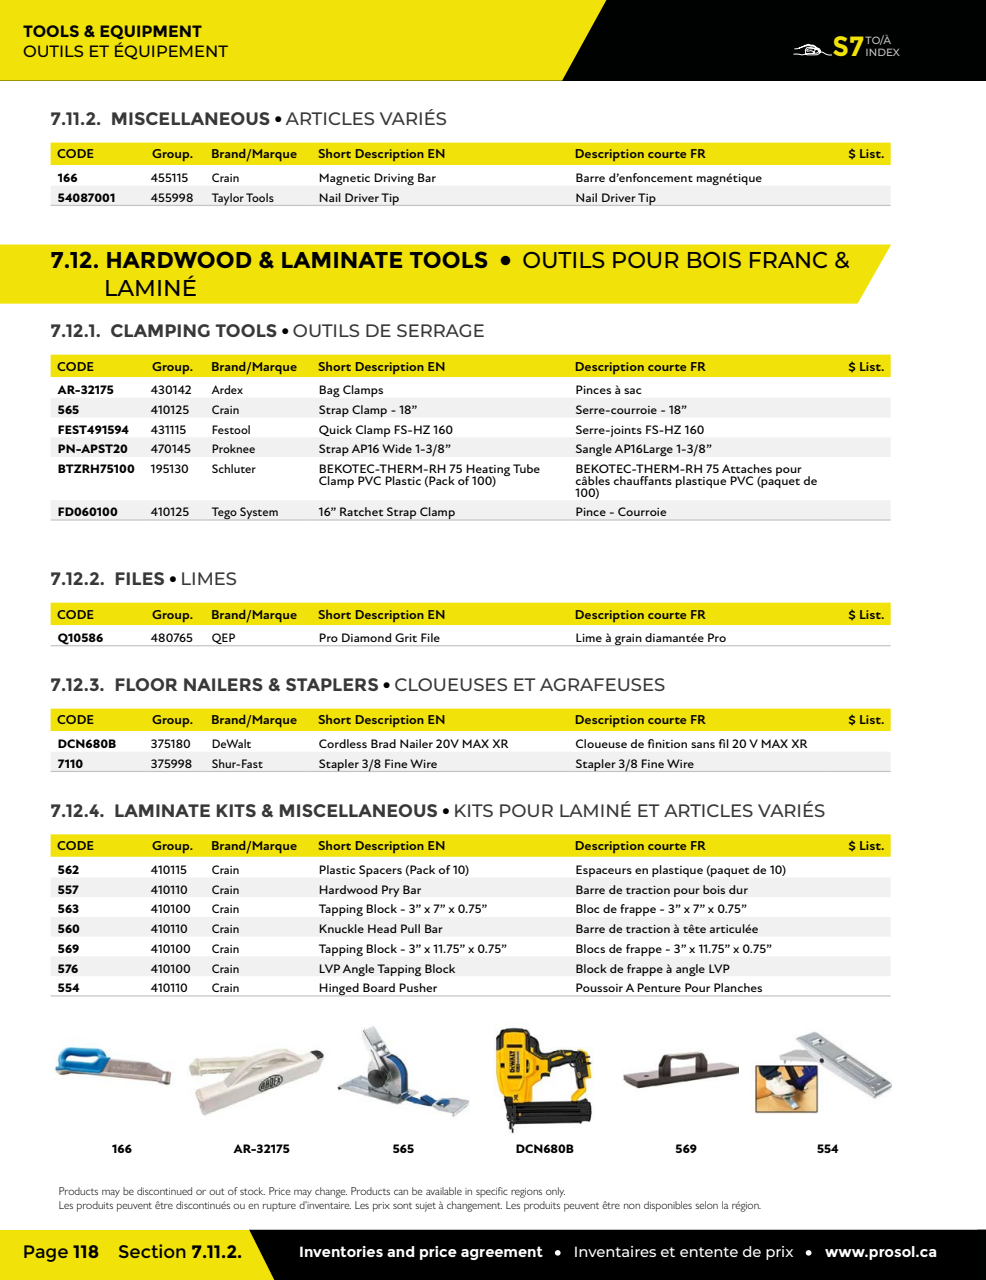 TOOLS & EQUIPMENT
OUTILS ET ÉQUIPEMENT
S7 TO/À INDEX
7.11.2. MISCELLANEOUS • ARTICLES VARIÉS
CODE Group. Brand/Marque Short Description EN Description courte FR $ List.
166 455115 Crain Magnetic Driving Bar Barre d’enfoncement magnétique
54087001 455998 Taylor Tools Nail Driver Tip Nail Driver Tip
7.12. HARDWOOD & LAMINATE TOOLS • OUTILS POUR BOIS FRANC &
LAMINÉ
7.12.1. CLAMPING TOOLS • OUTILS DE SERRAGE
CODE Group. Brand/Marque Short Description EN Description courte FR $ List.
AR-32175 430142 Ardex Bag Clamps Pinces à sac
565 410125 Crain Strap Clamp - 18” Serre-courroie - 18”
FEST491594 431115 Festool Quick Clamp FS-HZ 160 Serre-joints FS-HZ 160
PN-APST20 470145 Proknee Strap AP16 Wide 1-3/8” Sangle AP16Large 1-3/8”
BTZRH75100 195130 Schluter BEKOTEC-THERM-RH 75 Heating Tube BEKOTEC-THERM-RH 75 Attaches pour
Clamp PVC Plastic (Pack of 100) câbles chauffants plastique PVC (paquet de
100)
FD060100 410125 Tego System 16” Ratchet Strap Clamp Pince - Courroie
7.12.2. FILES • LIMES
CODE Group. Brand/Marque Short Description EN Description courte FR $ List.
Q10586 480765 QEP Pro Diamond Grit File Lime à grain diamantée Pro
7.12.3. FLOOR NAILERS & STAPLERS • CLOUEUSES ET AGRAFEUSES
CODE Group. Brand/Marque Short Description EN Description courte FR $ List.
DCN680B 375180 DeWalt Cordless Brad Nailer 20V MAX XR Cloueuse de finition sans fil 20 V MAX XR
7110 375998 Shur-Fast Stapler 3/8 Fine Wire Stapler 3/8 Fine Wire
7.12.4. LAMINATE KITS & MISCELLANEOUS • KITS POUR LAMINÉ ET ARTICLES VARIÉS
CODE Group. Brand/Marque Short Description EN Description courte FR $ List.
562 410115 Crain Plastic Spacers (Pack of 10) Espaceurs en plastique (paquet de 10)
557 410110 Crain Hardwood Pry Bar Barre de traction pour bois dur
563 410100 Crain Tapping Block - 3” x 7” x 0.75” Bloc de frappe - 3” x 7” x 0.75”
560 410110 Crain Knuckle Head Pull Bar Barre de traction à tête articulée
569 410100 Crain Tapping Block - 3” x 11.75” x 0.75” Blocs de frappe - 3” x 11.75” x 0.75”
576 410100 Crain LVP Angle Tapping Block Block de frappe à angle LVP
554 410110 Crain Hinged Board Pusher Poussoir A Penture Pour Planches
ARDEX
DEWALT
XR
166 AR-32175 565 DCN680B 569 554
Products may be discontinued or out of stock. Price may change. Products can be available in specific regions only.
Les produits peuvent être discontinués ou en rupture d’inventaire. Les prix sont sujet à changement. Les produits peuvent être non disponibles selon la région.
Page 118 Section 7.11.2. Inventories and price agreement • Inventaires et entente de prix • www.prosol.ca